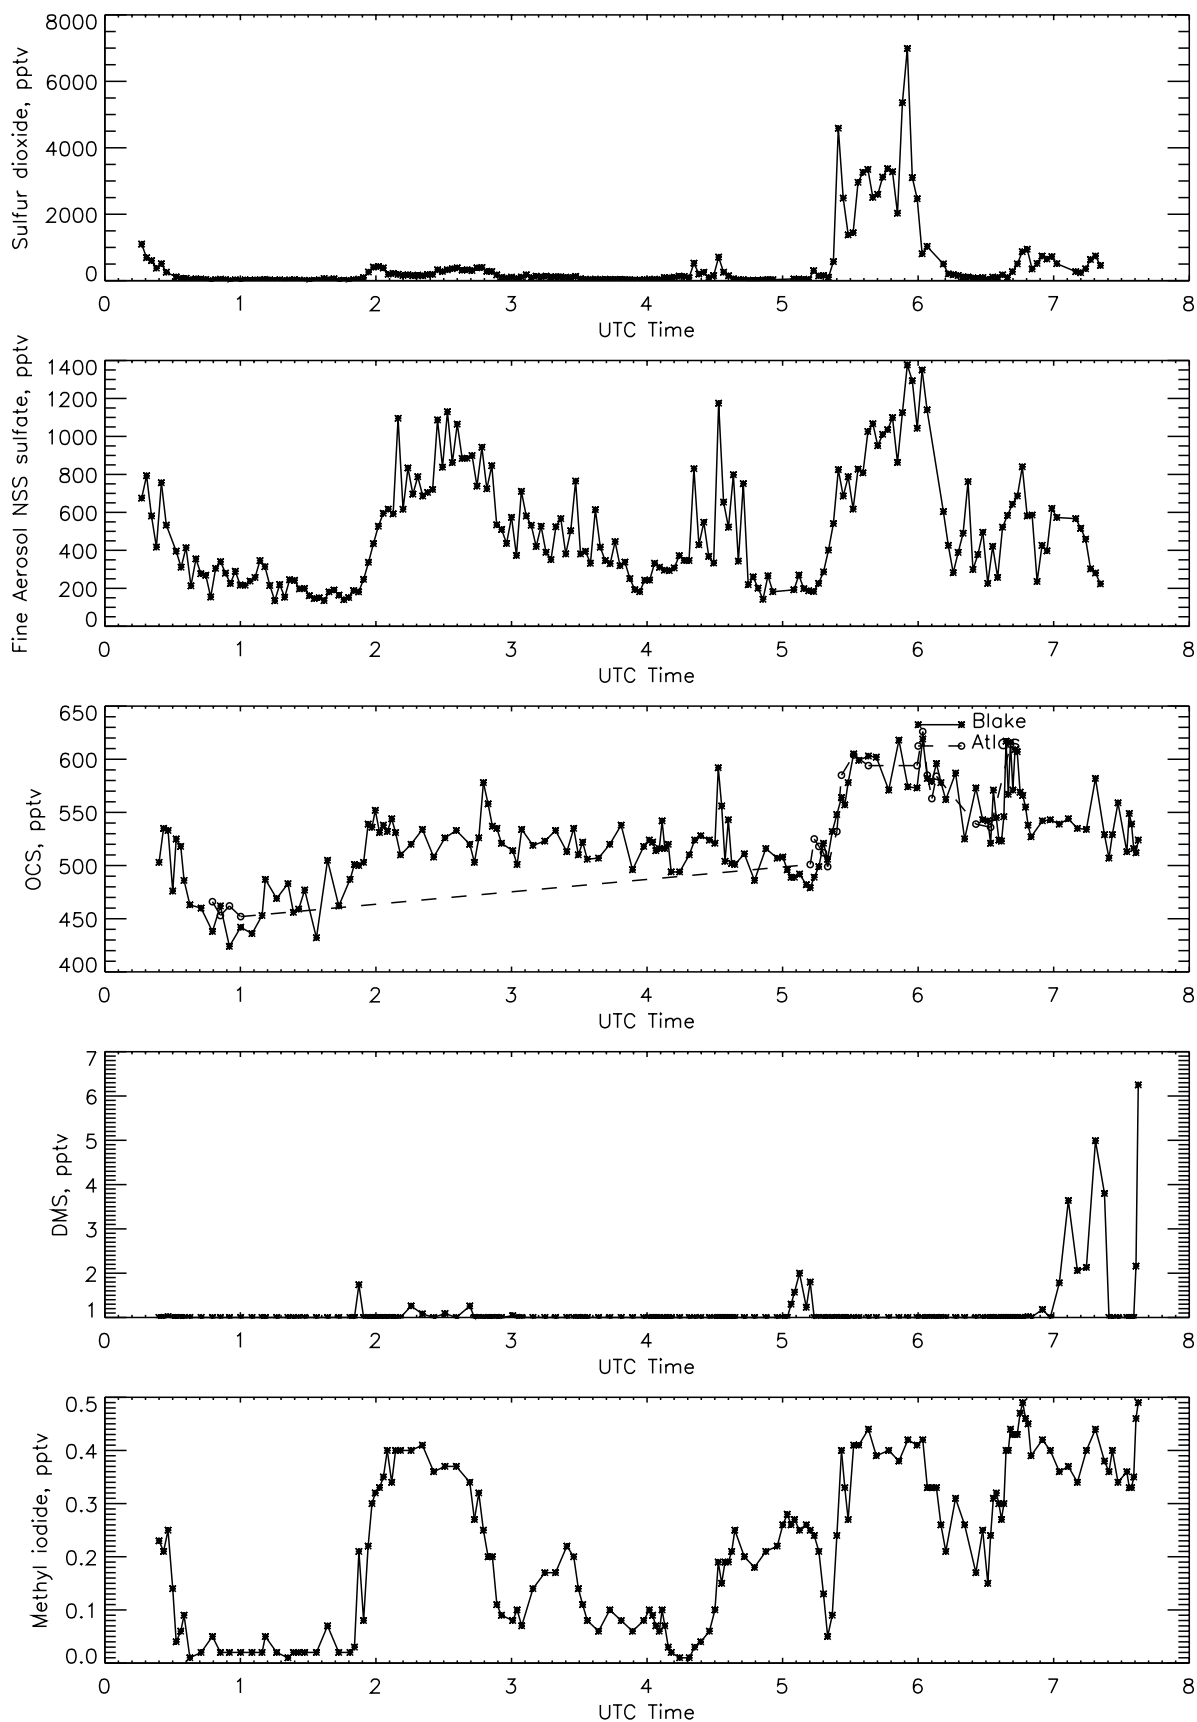 8000
6000
4000
2000
0
Sulfur dioxide, pptv
0 1 2 3 4 5 6 7 8
UTC Time
1400
1200
1000
800
600
400
200
0
Fine Aerosol NSS sulfate, pptv
0 1 2 3 4 5 6 7 8
UTC Time
650
600
550
500
450
400
OCS, pptv
Blake
Atlas
0 1 2 3 4 5 6 7 8
UTC Time
7
6
5
4
3
2
1
DMS, pptv
0 1 2 3 4 5 6 7 8
UTC Time
0.5
0.4
0.3
0.2
0.1
0.0
Methyl iodide, pptv
0 1 2 3 4 5 6 7 8
UTC Time